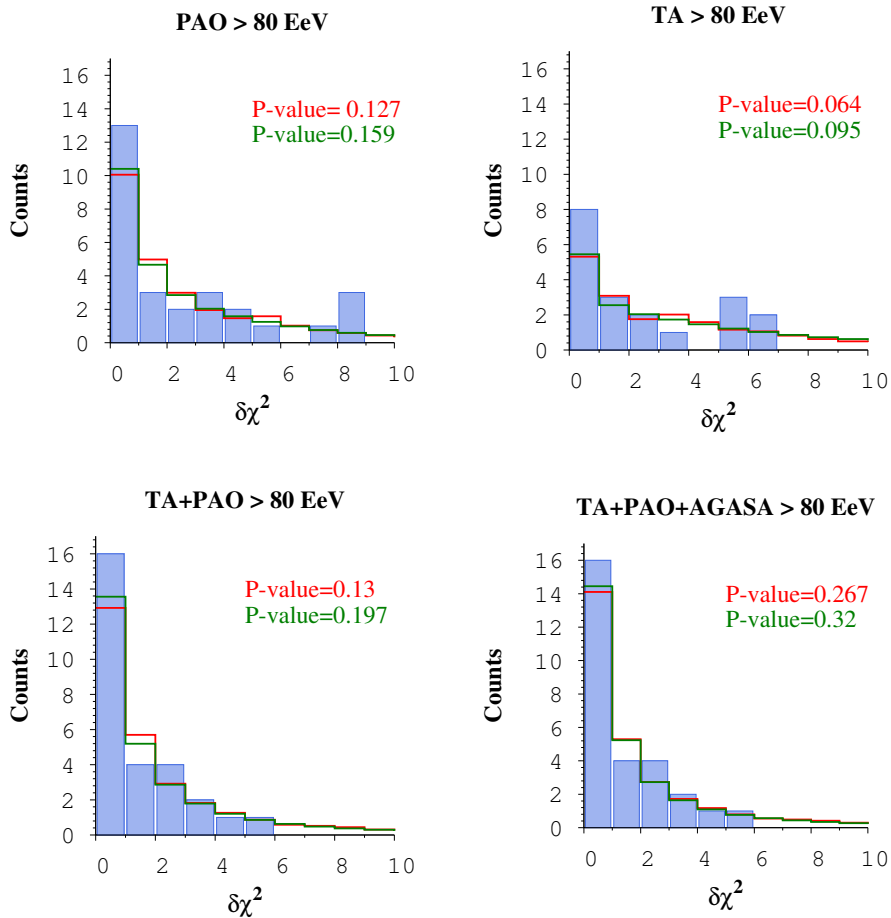 PAO > 80 EeV
16
14
12
10
8
6
4
2
0
Counts
P-value= 0.127
P-value=0.159
0 2 4 6 8 10
δχ²
TA > 80 EeV
16
14
12
10
8
6
4
2
0
Counts
P-value=0.064
P-value=0.095
0 2 4 6 8 10
δχ²
TA+PAO > 80 EeV
16
14
12
10
8
6
4
2
0
Counts
P-value=0.13
P-value=0.197
0 2 4 6 8 10
δχ²
TA+PAO+AGASA > 80 EeV
16
14
12
10
8
6
4
2
0
Counts
P-value=0.267
P-value=0.32
0 2 4 6 8 10
δχ²